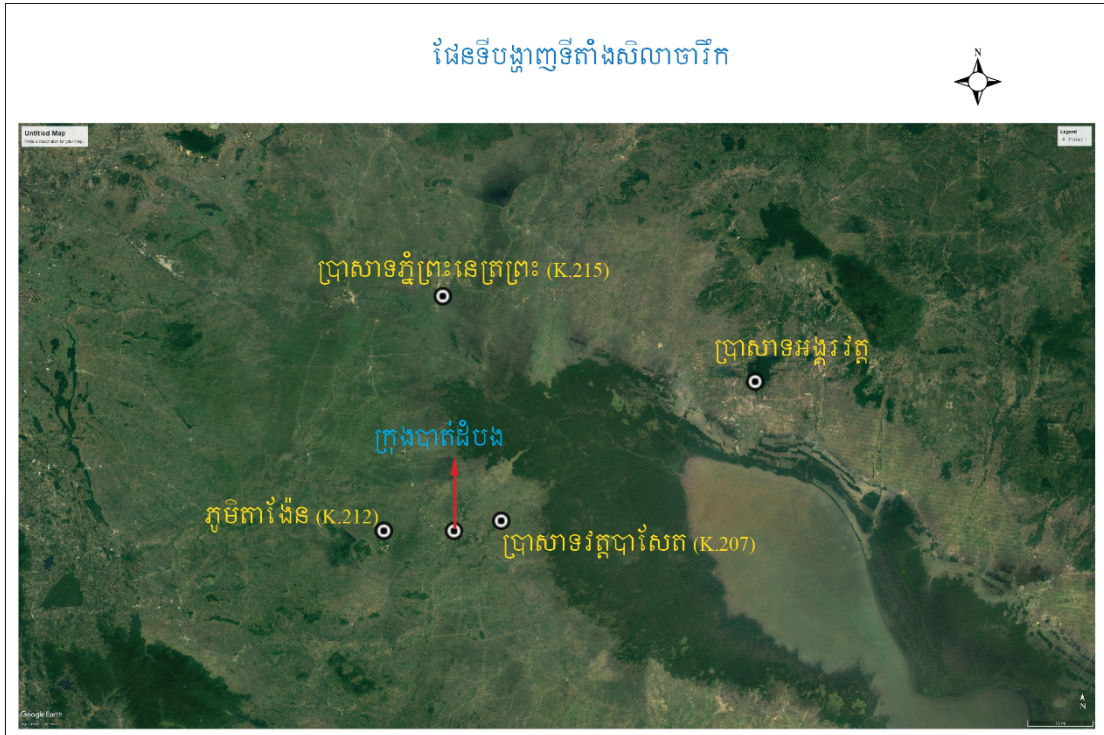 ផែនទីបង្ហាញទីតាំងសិលាចារឹក
N
Untitled Map
Legend
ប្រាសាទភ្នំព្រះនេត្រព្រះ (K.215)
ប្រាសាទអង្គរវត្ត
ក្រុងបាត់ដំបង
ភូមិតាង៉ែន (K.212)
ប្រាសាទវត្តបាសែត (K.207)
Google Earth
N